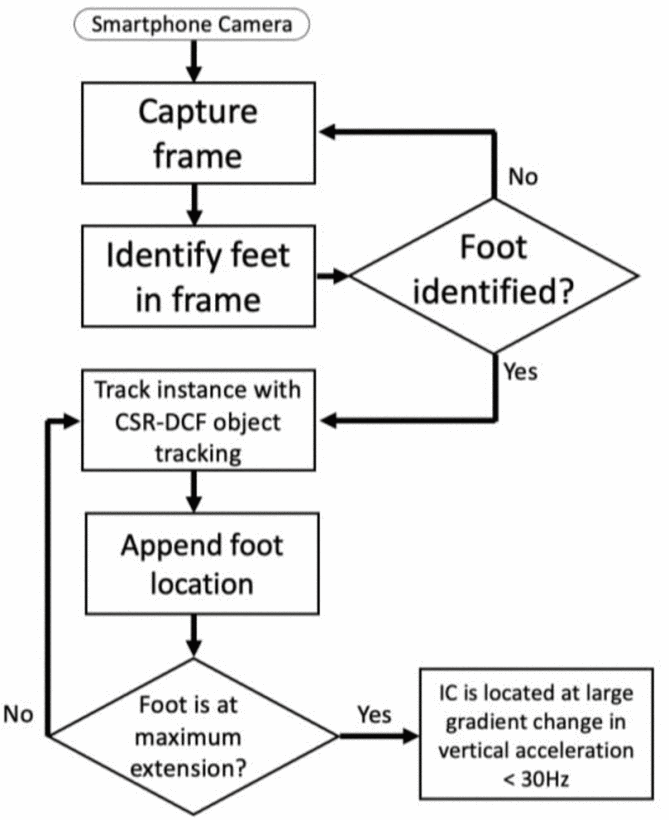 Smartphone Camera
Capture
frame
No
Identify feet
in frame
Foot
identified?
Yes
Track instance with
CSR-DCF object
tracking
Append foot
location
No
Foot is at
maximum
extension?
Yes
IC is located at large
gradient change in
vertical acceleration
< 30Hz